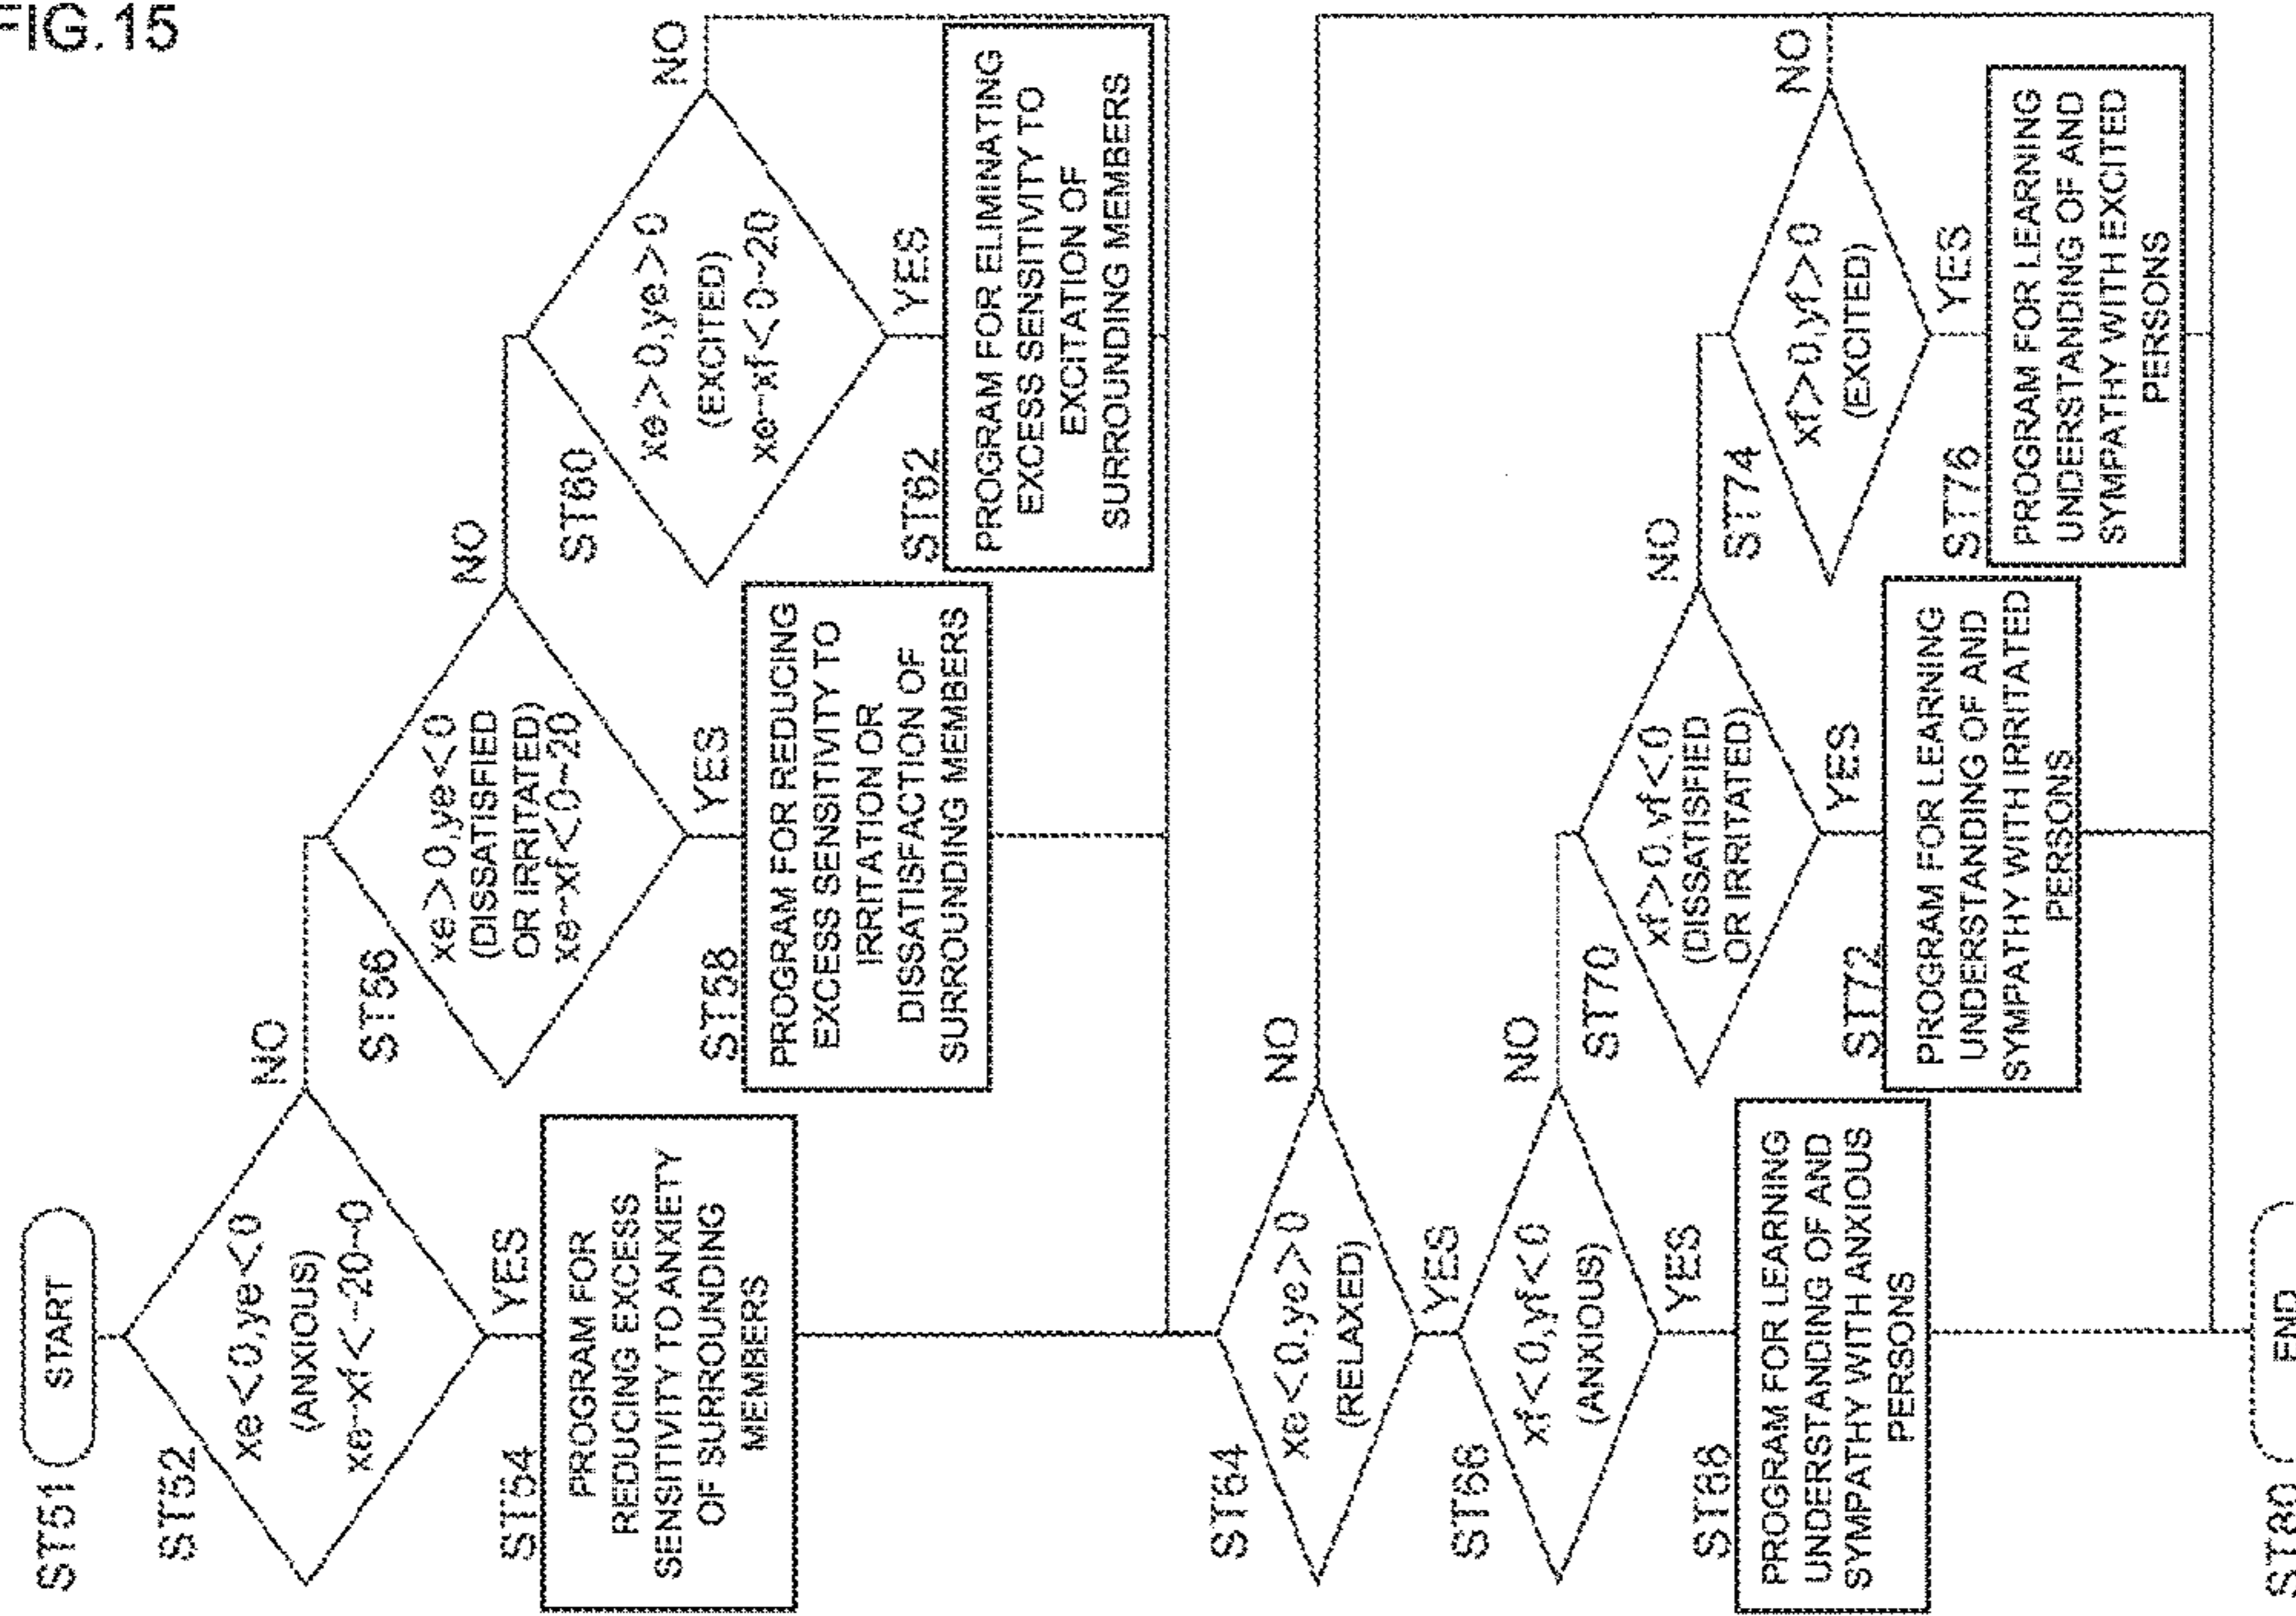 FIG.15
ST51
START
ST52
xe<0,ye<0
(ANXIOUS)
xe-xf<-20~0
NO
YES
ST54
PROGRAM FOR
REDUCING EXCESS
SENSITIVITY TO ANXIETY
OF SURROUNDING
MEMBERS
ST56
xe>0,ye<0
(DISSATISFIED
OR IRRITATED)
xe-xf<0~20
NO
YES
ST58
PROGRAM FOR REDUCING
EXCESS SENSITIVITY TO
IRRITATION OR
DISSATISFACTION OF
SURROUNDING MEMBERS
ST60
xe>0,ye>0
(EXCITED)
xe-xf<0~20
NO
YES
ST62
PROGRAM FOR ELIMINATING
EXCESS SENSITIVITY TO
EXCITATION OF
SURROUNDING MEMBERS
ST64
xe<0,ye>0
(RELAXED)
NO
YES
ST66
xf<0,yf<0
(ANXIOUS)
NO
YES
ST68
PROGRAM FOR LEARNING
UNDERSTANDING OF AND
SYMPATHY WITH ANXIOUS
PERSONS
ST70
xf>0,yf<0
(DISSATISFIED
OR IRRITATED)
NO
YES
ST72
PROGRAM FOR LEARNING
UNDERSTANDING OF AND
SYMPATHY WITH IRRITATED
PERSONS
ST74
xf>0,yf>0
(EXCITED)
NO
YES
ST76
PROGRAM FOR LEARNING
UNDERSTANDING OF AND
SYMPATHY WITH EXCITED
PERSONS
ST80
END